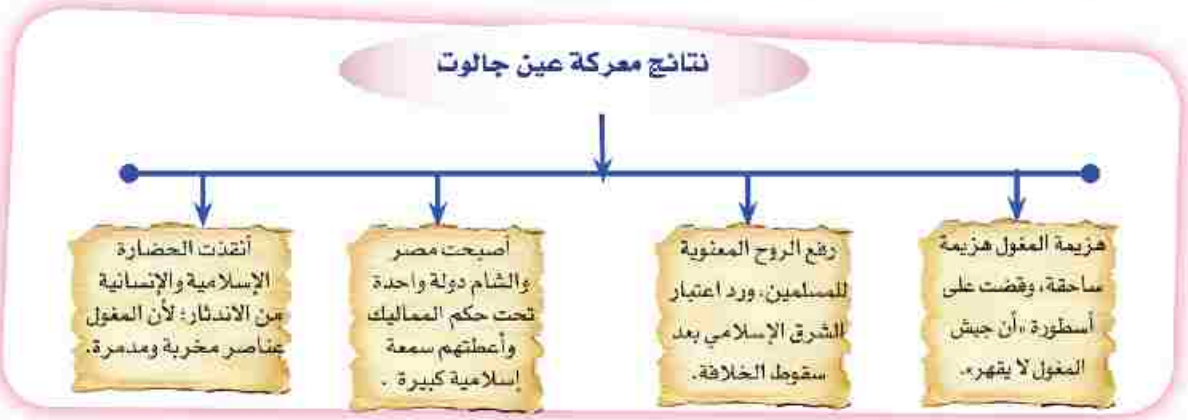 نتائج معركة عين جالوت
هزيمة المغول هزيمة
ساحقة، وقضت على
أسطورة «أن جيش
المغول لا يقهر».
رفع الروح المعنوية
للمسلمين، ورد اعتبار
الشرق الإسلامي بعد
سقوط الخلافة.
أصبحت مصر
والشام دولة واحدة
تحت حكم المماليك
وأعطتهم سمعة
إسلامية كبيرة .
أنقذت الحضارة
الإسلامية والإنسانية
من الاندثار؛ لأن المغول
عناصر مخربة ومدمرة.